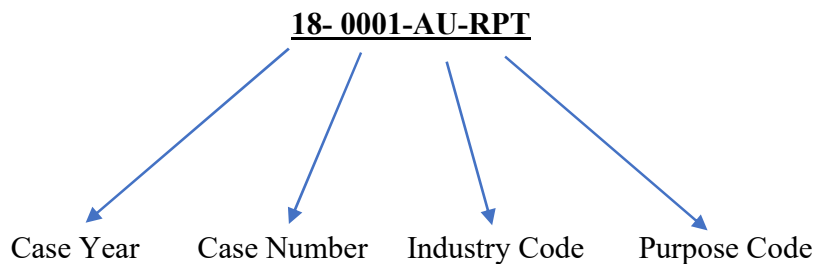 18- 0001-AU-RPT
Case Year Case Number Industry Code Purpose Code